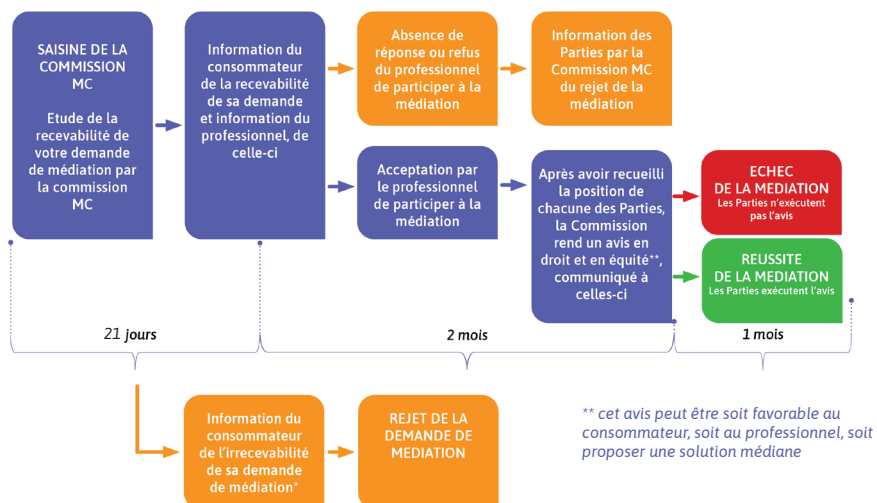 SAISINE DE LA
COMMISSION
MC
Etude de la
recevabilité de
votre demande
de médiation par
la commission
MC
Information du
consommateur
de la recevabilité
de sa demande
et information du
professionnel, de
celle-ci
Absence de
réponse ou refus
du professionnel
de participer à la
médiation
Information des
Parties par la
Commission MC
du rejet de la
médiation
Acceptation par
le professionnel
de participer à la
médiation
Après avoir recueilli
la position de
chacune des Parties,
la Commission
rend un avis en
droit et en équité**,
communiqué à
celles-ci
ECHEC
DE LA MEDIATION
Les Parties n'exécutent
pas l'avis
REUSSITE
DE LA MEDIATION
Les Parties exécutent l'avis
21 jours
2 mois
1 mois
Information du
consommateur
de l'irrecevabilité
de sa demande
de médiation*
REJET DE LA
DEMANDE DE
MEDIATION
** cet avis peut être soit favorable au
consommateur, soit au professionnel, soit
proposer une solution médiane